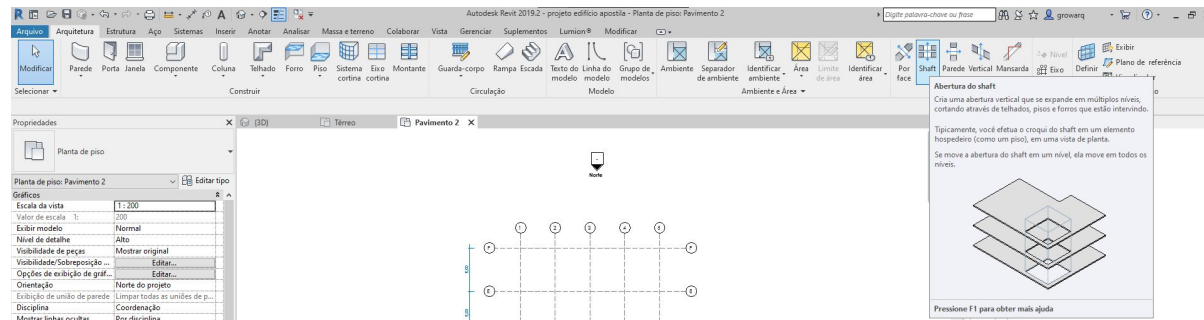 Autodesk Revit 2019.2 - projeto edifício apostila - Planta de piso: Pavimento 2
Digite palavra-chave ou frase
growarq
Arquivo Arquitetura Estrutura Aço Sistemas Inserir Anotar Analisar Massa e terreno Colaborar Vista Gerenciar Suplementos Lumion® Modificar
Modificar Parede Porta Janela Componente Coluna Telhado Forro Piso Sistema cortina Eixo cortina Montante Guarda-corpo Rampa Escada Texto do modelo Linha do modelo Grupo de modelos Ambiente Separador de ambiente Identificar ambiente Área Limite de área Identificar área Por face Shaft Parede Vertical Mansarda Nível Eixo Definir Exibir Plano de referência
Selecionar Construir Circulação Modelo Ambiente e Área
Abertura do shaft
Cria uma abertura vertical que se expande em múltiplos níveis,
cortando através de telhados, pisos e forros que estão intervindo.
Tipicamente, você efetua o croqui do shaft em um elemento
hospedeiro (como um piso), em uma vista de planta.
Se move a abertura do shaft em um nível, ela move em todos os
níveis.
Pressione F1 para obter mais ajuda
Propriedades
Planta de piso
Planta de piso: Pavimento 2 Editar tipo
Gráficos
Escala da vista 1 : 200
Valor de escala 1: 200
Exibir modelo Normal
Nível de detalhe Alto
Visibilidade de peças Mostrar original
Visibilidade/Sobreposição ... Editar...
Opções de exibição de gráf... Editar...
Orientação Norte do projeto
Exibição de união de parede Limpar todas as uniões de p...
Disciplina Coordenação
Mostrar linhas ocultas Por disciplina
{3D} Térreo Pavimento 2
Norte
1 2 3 4 5
F F
E E